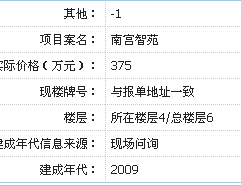 其他： -1
项目案名： 南宫智苑
实际价格（万元）： 375
现楼牌号： 与报单地址一致
楼层： 所在楼层4/总楼层6
建成年代信息来源： 现场问询
建成年代： 2009